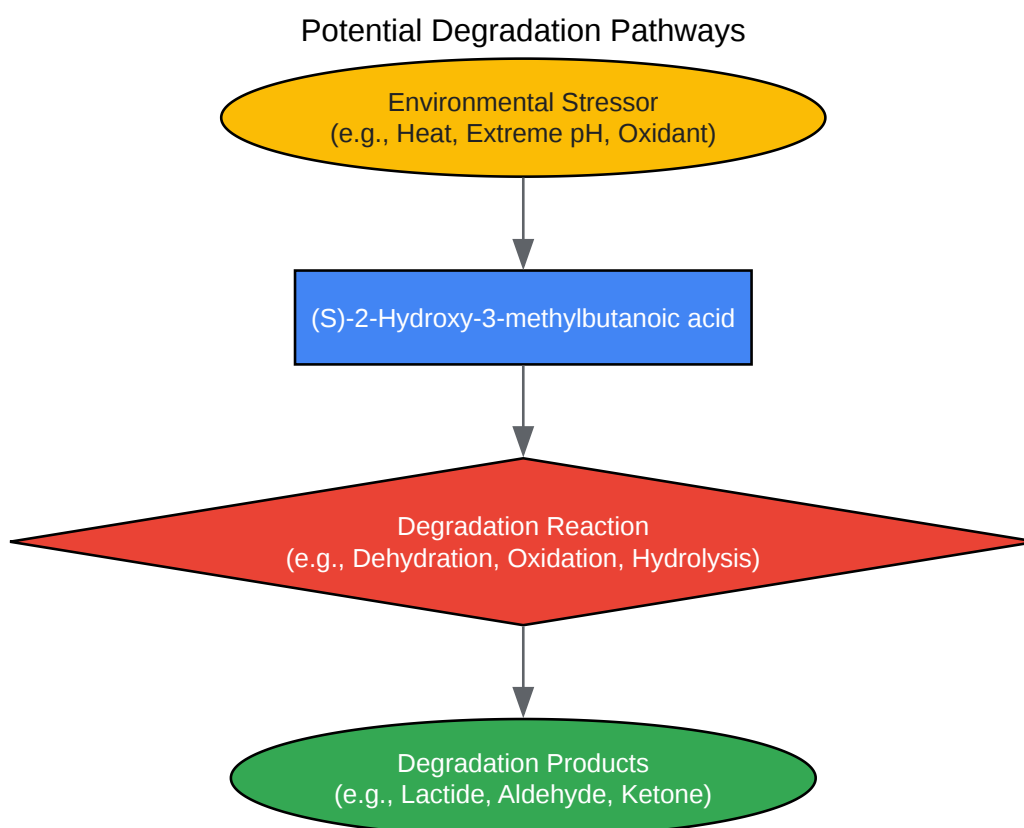 Potential Degradation Pathways
Environmental Stressor
(e.g., Heat, Extreme pH, Oxidant)
(S)-2-Hydroxy-3-methylbutanoic acid
Degradation Reaction
(e.g., Dehydration, Oxidation, Hydrolysis)
Degradation Products
(e.g., Lactide, Aldehyde, Ketone)